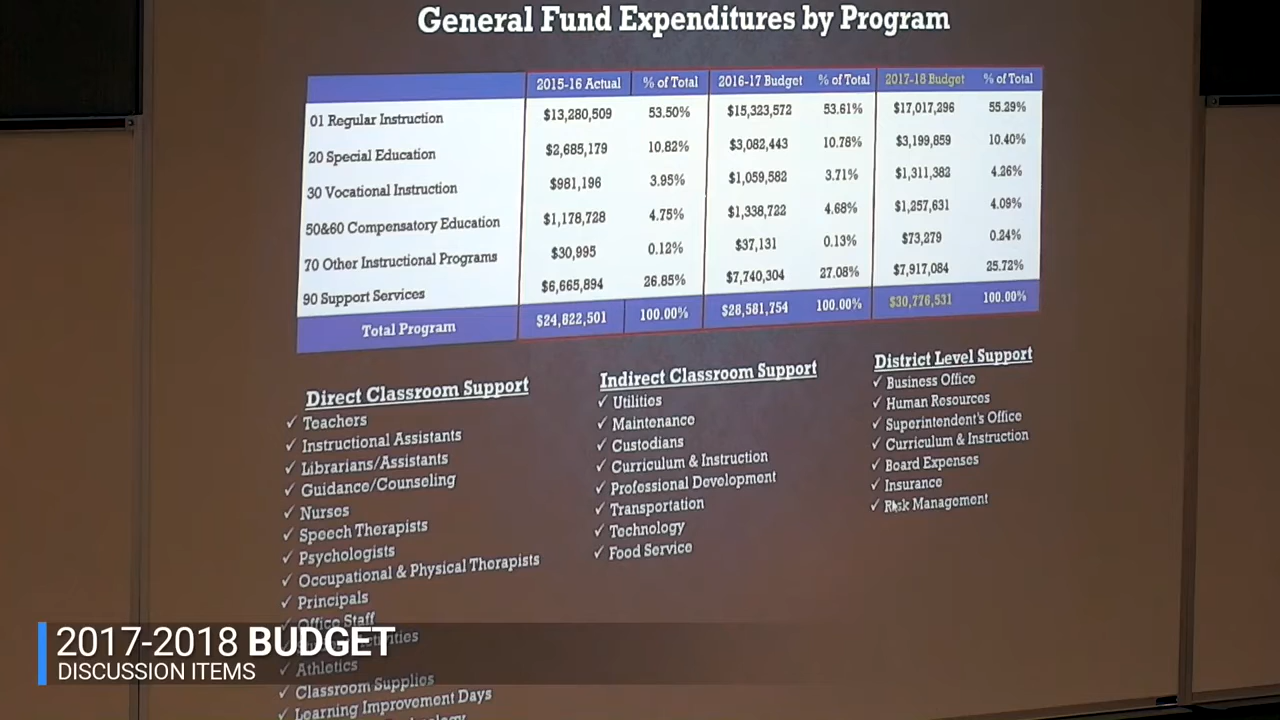 General Fund Expenditures by Program
2015-16 Actual % of Total 2016-17 Budget % of Total 2017-18 Budget % of Total
01 Regular Instruction $13,280,509 53.50% $15,323,572 53.61% $17,017,296 55.29%
20 Special Education $2,685,179 10.82% $3,082,443 10.78% $3,199,859 10.40%
30 Vocational Instruction $981,196 3.95% $1,059,582 3.71% $1,311,382 4.26%
50&60 Compensatory Education $1,178,728 4.75% $1,338,722 4.68% $1,257,631 4.09%
70 Other Instructional Programs $30,995 0.12% $37,131 0.13% $73,279 0.24%
90 Support Services $6,665,894 26.85% $7,740,304 27.08% $7,917,084 25.72%
Total Program $24,822,501 100.00% $28,581,754 100.00% $30,776,531 100.00%
Direct Classroom Support
✓ Teachers
✓ Instructional Assistants
✓ Librarians/Assistants
✓ Guidance/Counseling
✓ Nurses
✓ Speech Therapists
✓ Psychologists
✓ Occupational & Physical Therapists
✓ Principals
✓ Office Staff
✓ Athletics
✓ Classroom Supplies
✓ Learning Improvement Days
Indirect Classroom Support
✓ Utilities
✓ Maintenance
✓ Custodians
✓ Curriculum & Instruction
✓ Professional Development
✓ Transportation
✓ Technology
✓ Food Service
District Level Support
✓ Business Office
✓ Human Resources
✓ Superintendent's Office
✓ Curriculum & Instruction
✓ Board Expenses
✓ Insurance
✓ Risk Management
2017-2018 BUDGET
DISCUSSION ITEMS